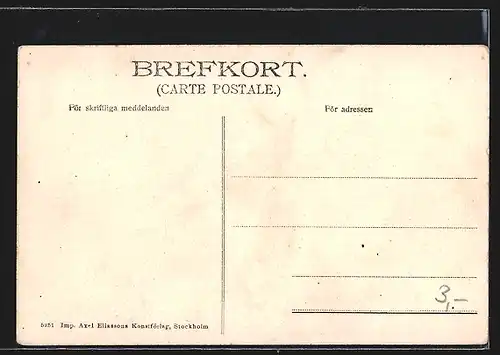 BREFKORT.
(CARTE POSTALE.)
För skriftliga meddelanden
För adressen
3,-
5251 Imp. Axel Eliassons Konstförlag, Stockholm